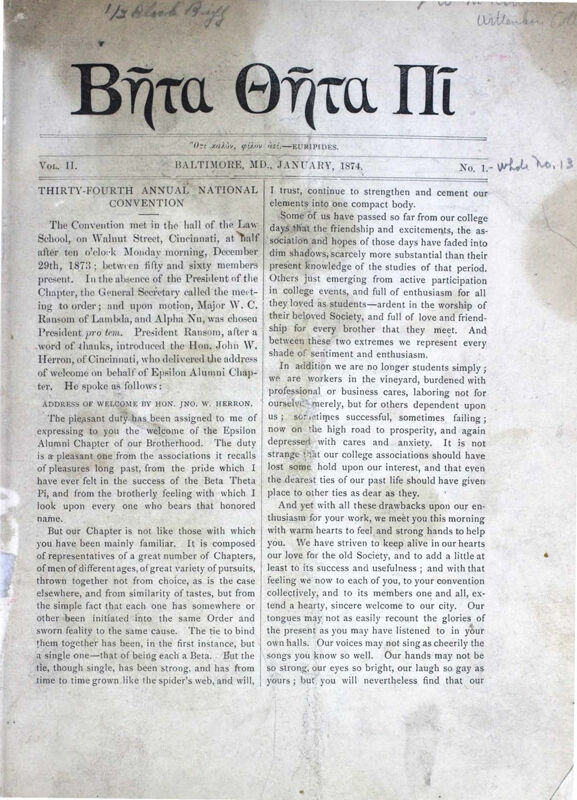 1/2 Block Buff
Wittenberg Col
Βῆτα Θῆτα Πῖ
Ὅτι καλὸν, φίλον ἀεί.—EURIPIDES.
VOL. II. BALTIMORE, MD., JANUARY, 1874. No. 1.- Whole No. 13
THIRTY-FOURTH ANNUAL NATIONAL
CONVENTION
The Convention met in the hall of the Law
School, on Walnut Street, Cincinnati, at half
after ten o'clock Monday morning, December
29th, 1873; between fifty and sixty members
present. In the absence of the President of the
Chapter, the General Secretary called the meet-
ing to order; and upon motion, Major W. C.
Ransom of Lambda, and Alpha Nu, was chosen
President pro tem. President Ransom, after a
word of thanks, introduced the Hon. John W.
Herron, of Cincinnati, who delivered the address
of welcome on behalf of Epsilon Alumni Chap-
ter. He spoke as follows:
ADDRESS OF WELCOME BY HON. JNO. W. HERRON.
The pleasant duty has been assigned to me of
expressing to you the welcome of the Epsilon
Alumni Chapter of our Brotherhood. The duty
is a pleasant one from the associations it recalls
of pleasures long past, from the pride which I
have ever felt in the success of the Beta Theta
Pi, and from the brotherly feeling with which I
look upon every one who bears that honored
name.
But our Chapter is not like those with which
you have been mainly familiar. It is composed
of representatives of a great number of Chapters,
of men of different ages, of great variety of pursuits,
thrown together not from choice, as is the case
elsewhere, and from similarity of tastes, but from
the simple fact that each one has somewhere or
other been initiated into the same Order and
sworn fealty to the same cause. The tie to bind
them together has been, in the first instance, but
a single one—that of being each a Beta. But the
tie, though single, has been strong, and has from
time to time grown like the spider's web, and will,
I trust, continue to strengthen and cement our
elements into one compact body.
Some of us have passed so far from our college
days that the friendship and excitements, the as-
sociation and hopes of those days have faded into
dim shadows, scarcely more substantial than their
present knowledge of the studies of that period.
Others just emerging from active participation
in college events, and full of enthusiasm for all
they loved as students—ardent in the worship of
their beloved Society, and full of love and friend-
ship for every brother that they meet. And
between these two extremes we represent every
shade of sentiment and enthusiasm.
In addition we are no longer students simply;
we are workers in the vineyard, burdened with
professional or business cares, laboring not for
ourselves merely, but for others dependent upon
us; sometimes successful, sometimes failing;
now on the high road to prosperity, and again
depressed with cares and anxiety. It is not
strange that our college associations should have
lost some hold upon our interest, and that even
the dearest ties of our past life should have given
place to other ties as dear as they.
And yet with all these drawbacks upon our en-
thusiasm for your work, we meet you this morning
with warm hearts to feel and strong hands to help
you. We have striven to keep alive in our hearts
our love for the old Society, and to add a little at
least to its success and usefulness; and with that
feeling we now to each of you, to your convention
collectively, and to its members one and all, ex-
tend a hearty, sincere welcome to our city. Our
tongues may not as easily recount the glories of
the present as you may have listened to in your
own halls. Our voices may not sing as cheerily the
songs you know so well. Our hands may not be
so strong, our eyes so bright, our laugh so gay as
yours; but you will nevertheless find that our